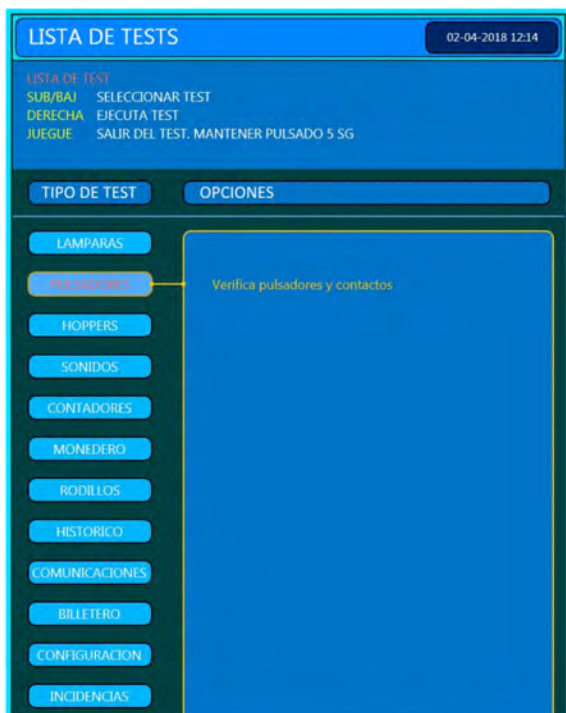 LISTA DE TESTS
02-04-2018 12:14
LISTA DE TEST
SUB/BAJ SELECCIONAR TEST
DERECHA EJECUTA TEST
JUEGUE SALIR DEL TEST. MANTENER PULSADO 5 SG
TIPO DE TEST OPCIONES
LAMPARAS
PULSADORES Verifica pulsadores y contactos
HOPPERS
SONIDOS
CONTADORES
MONEDERO
RODILLOS
HISTORICO
COMUNICACIONES
BILLETERO
CONFIGURACION
INCIDENCIAS